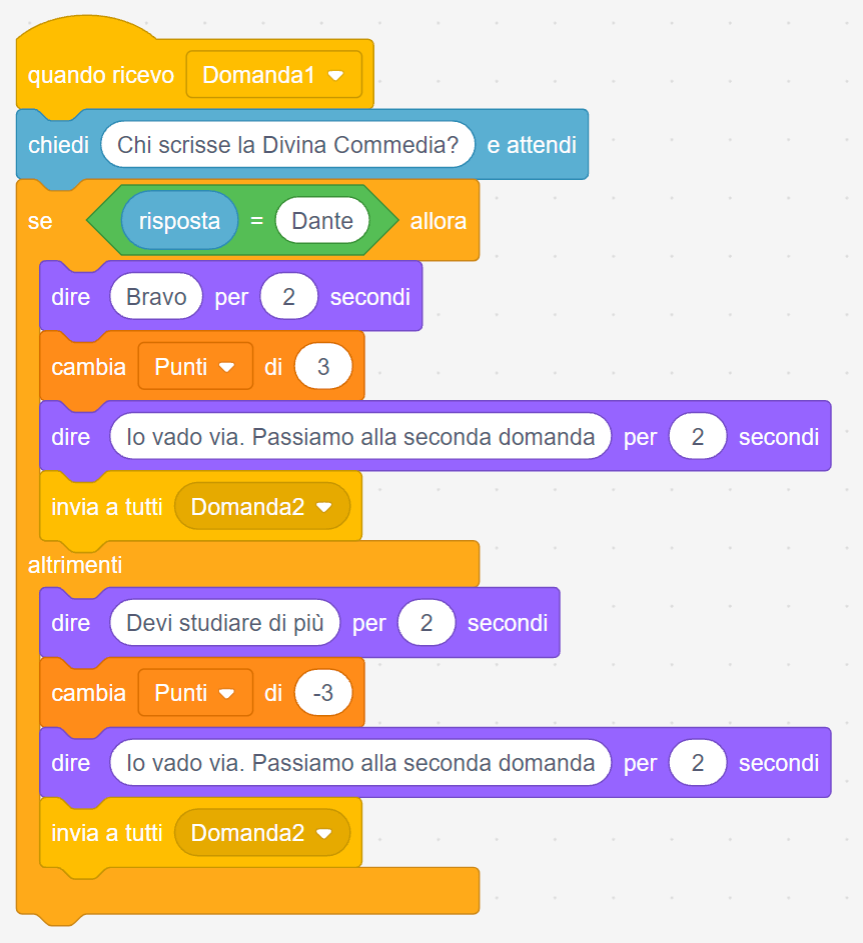 quando ricevo Domanda1
chiedi Chi scrisse la Divina Commedia? e attendi
se risposta = Dante allora
dire Bravo per 2 secondi
cambia Punti di 3
dire Io vado via. Passiamo alla seconda domanda per 2 secondi
invia a tutti Domanda2
altrimenti
dire Devi studiare di più per 2 secondi
cambia Punti di -3
dire Io vado via. Passiamo alla seconda domanda per 2 secondi
invia a tutti Domanda2